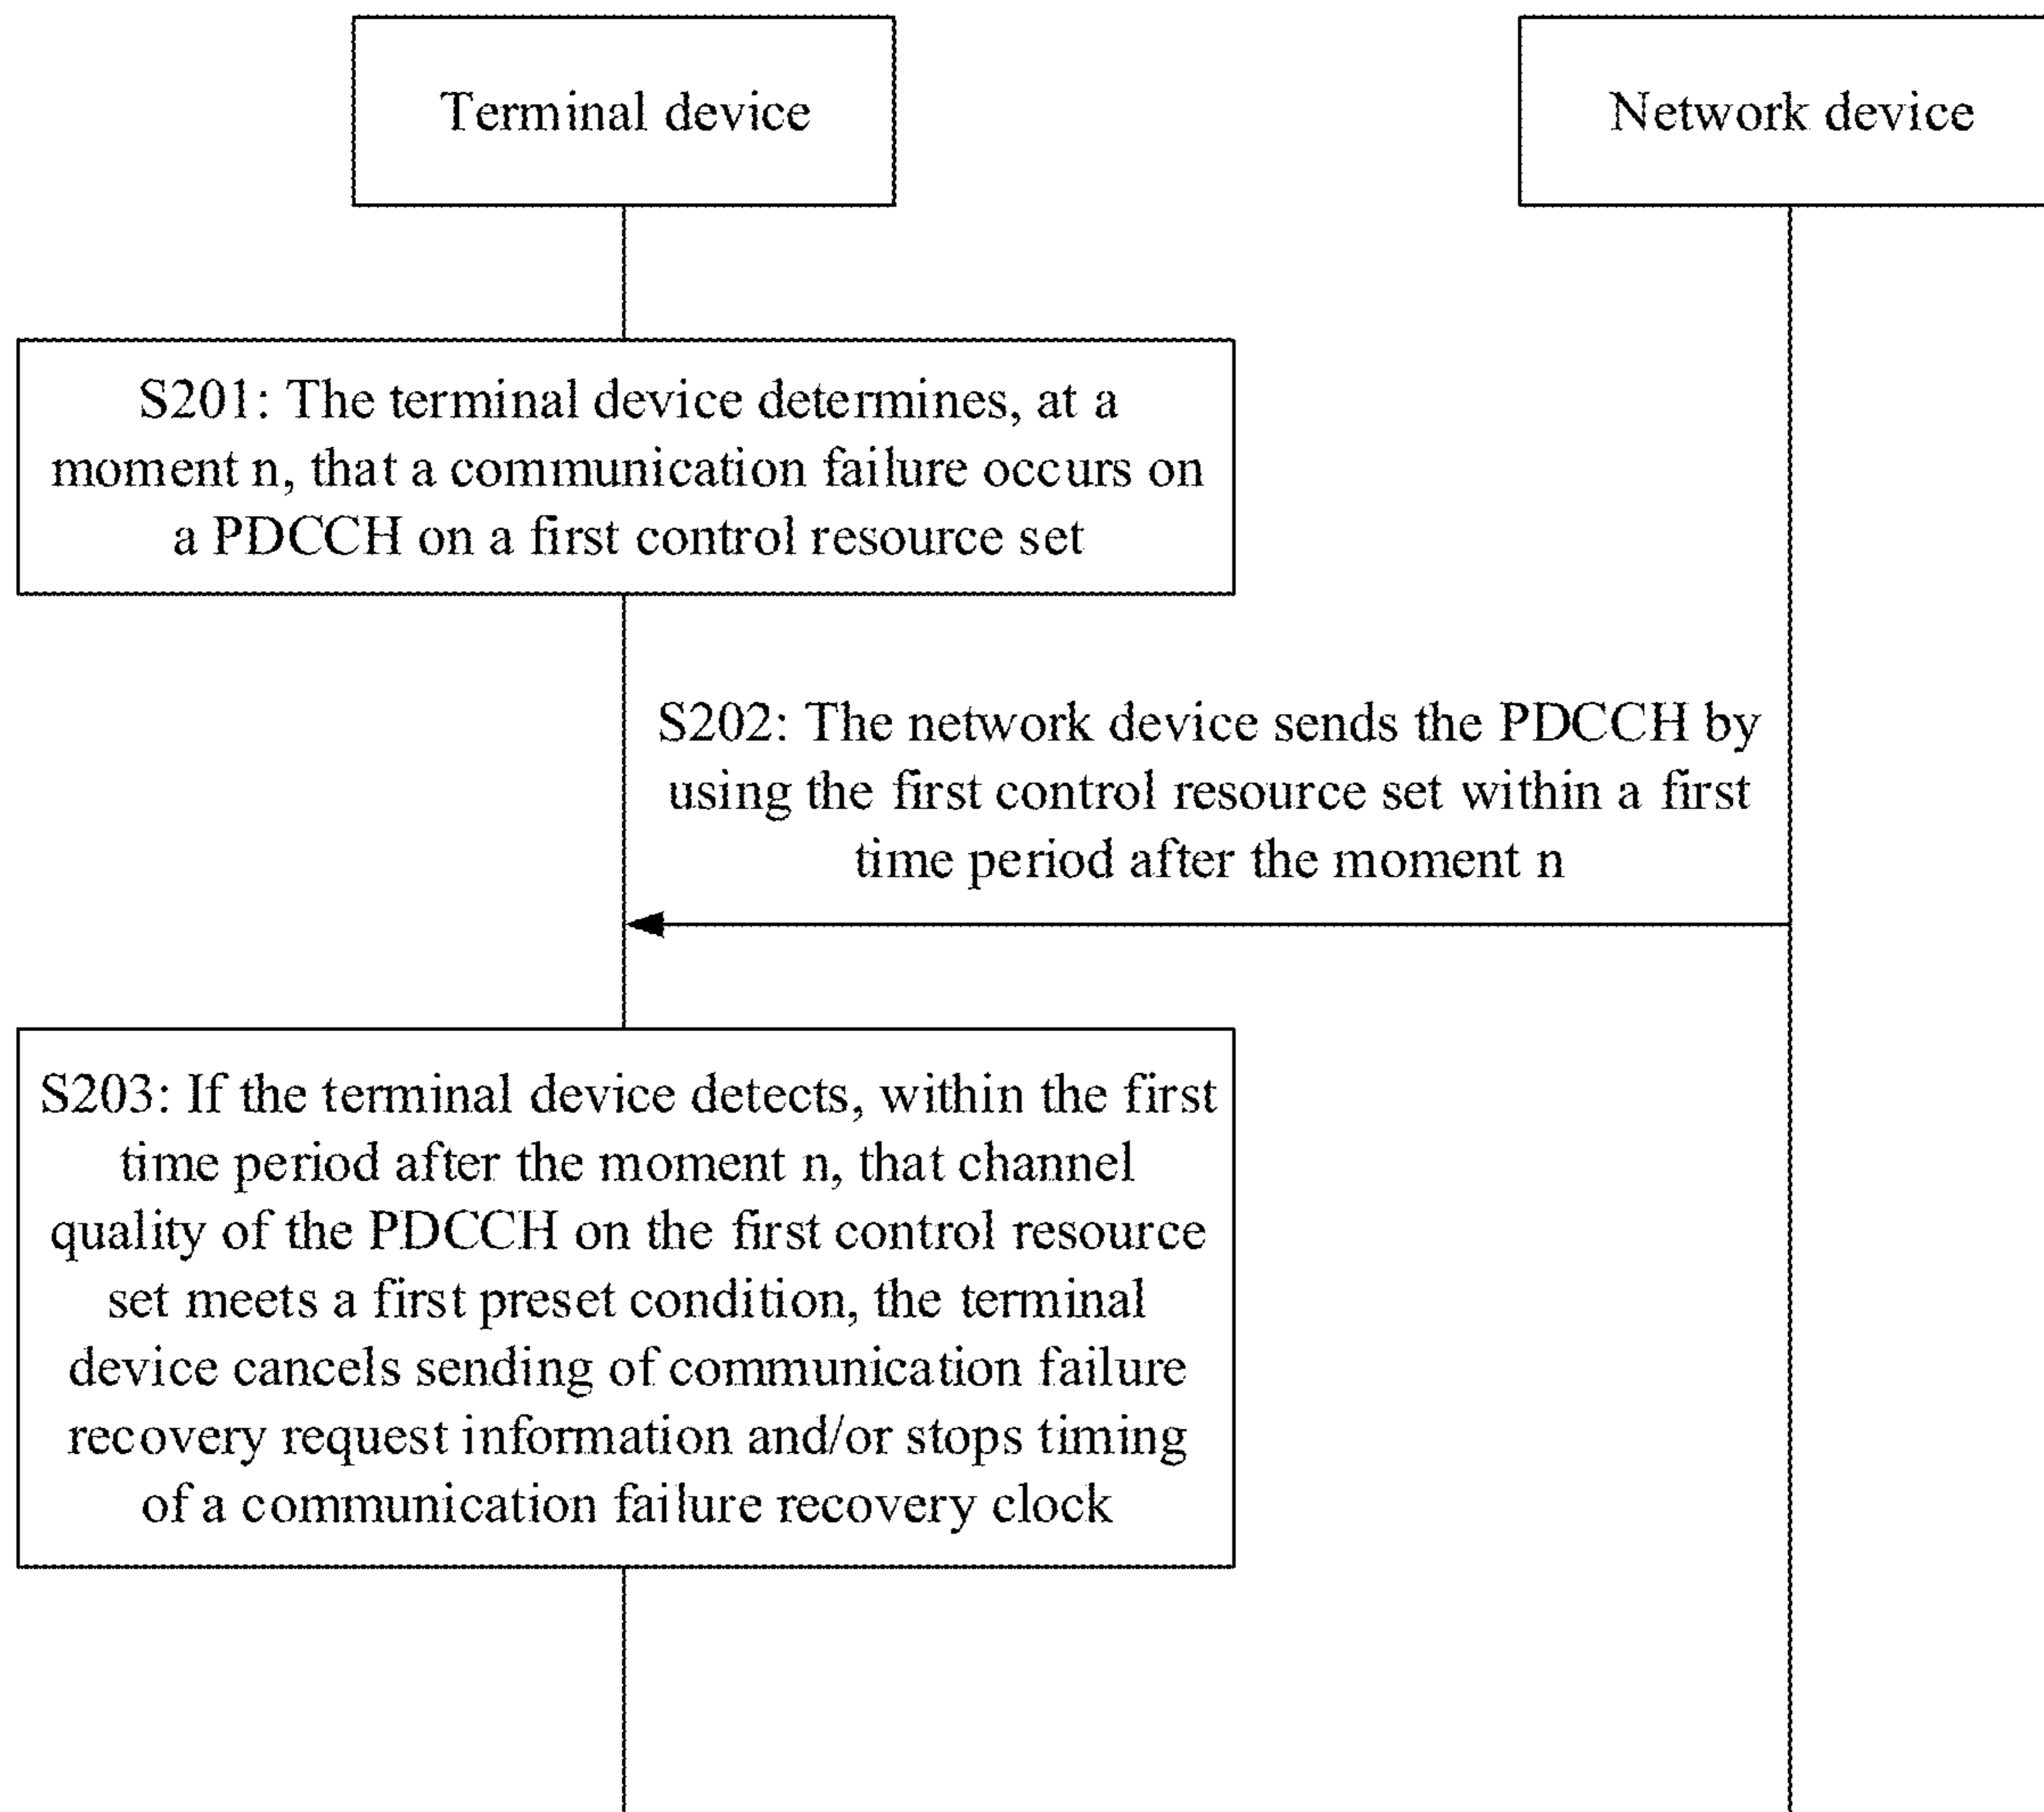 Terminal device
Network device
S201: The terminal device determines, at a
moment n, that a communication failure occurs on
a PDCCH on a first control resource set
S202: The network device sends the PDCCH by
using the first control resource set within a first
time period after the moment n
S203: If the terminal device detects, within the first
time period after the moment n, that channel
quality of the PDCCH on the first control resource
set meets a first preset condition, the terminal
device cancels sending of communication failure
recovery request information and/or stops timing
of a communication failure recovery clock